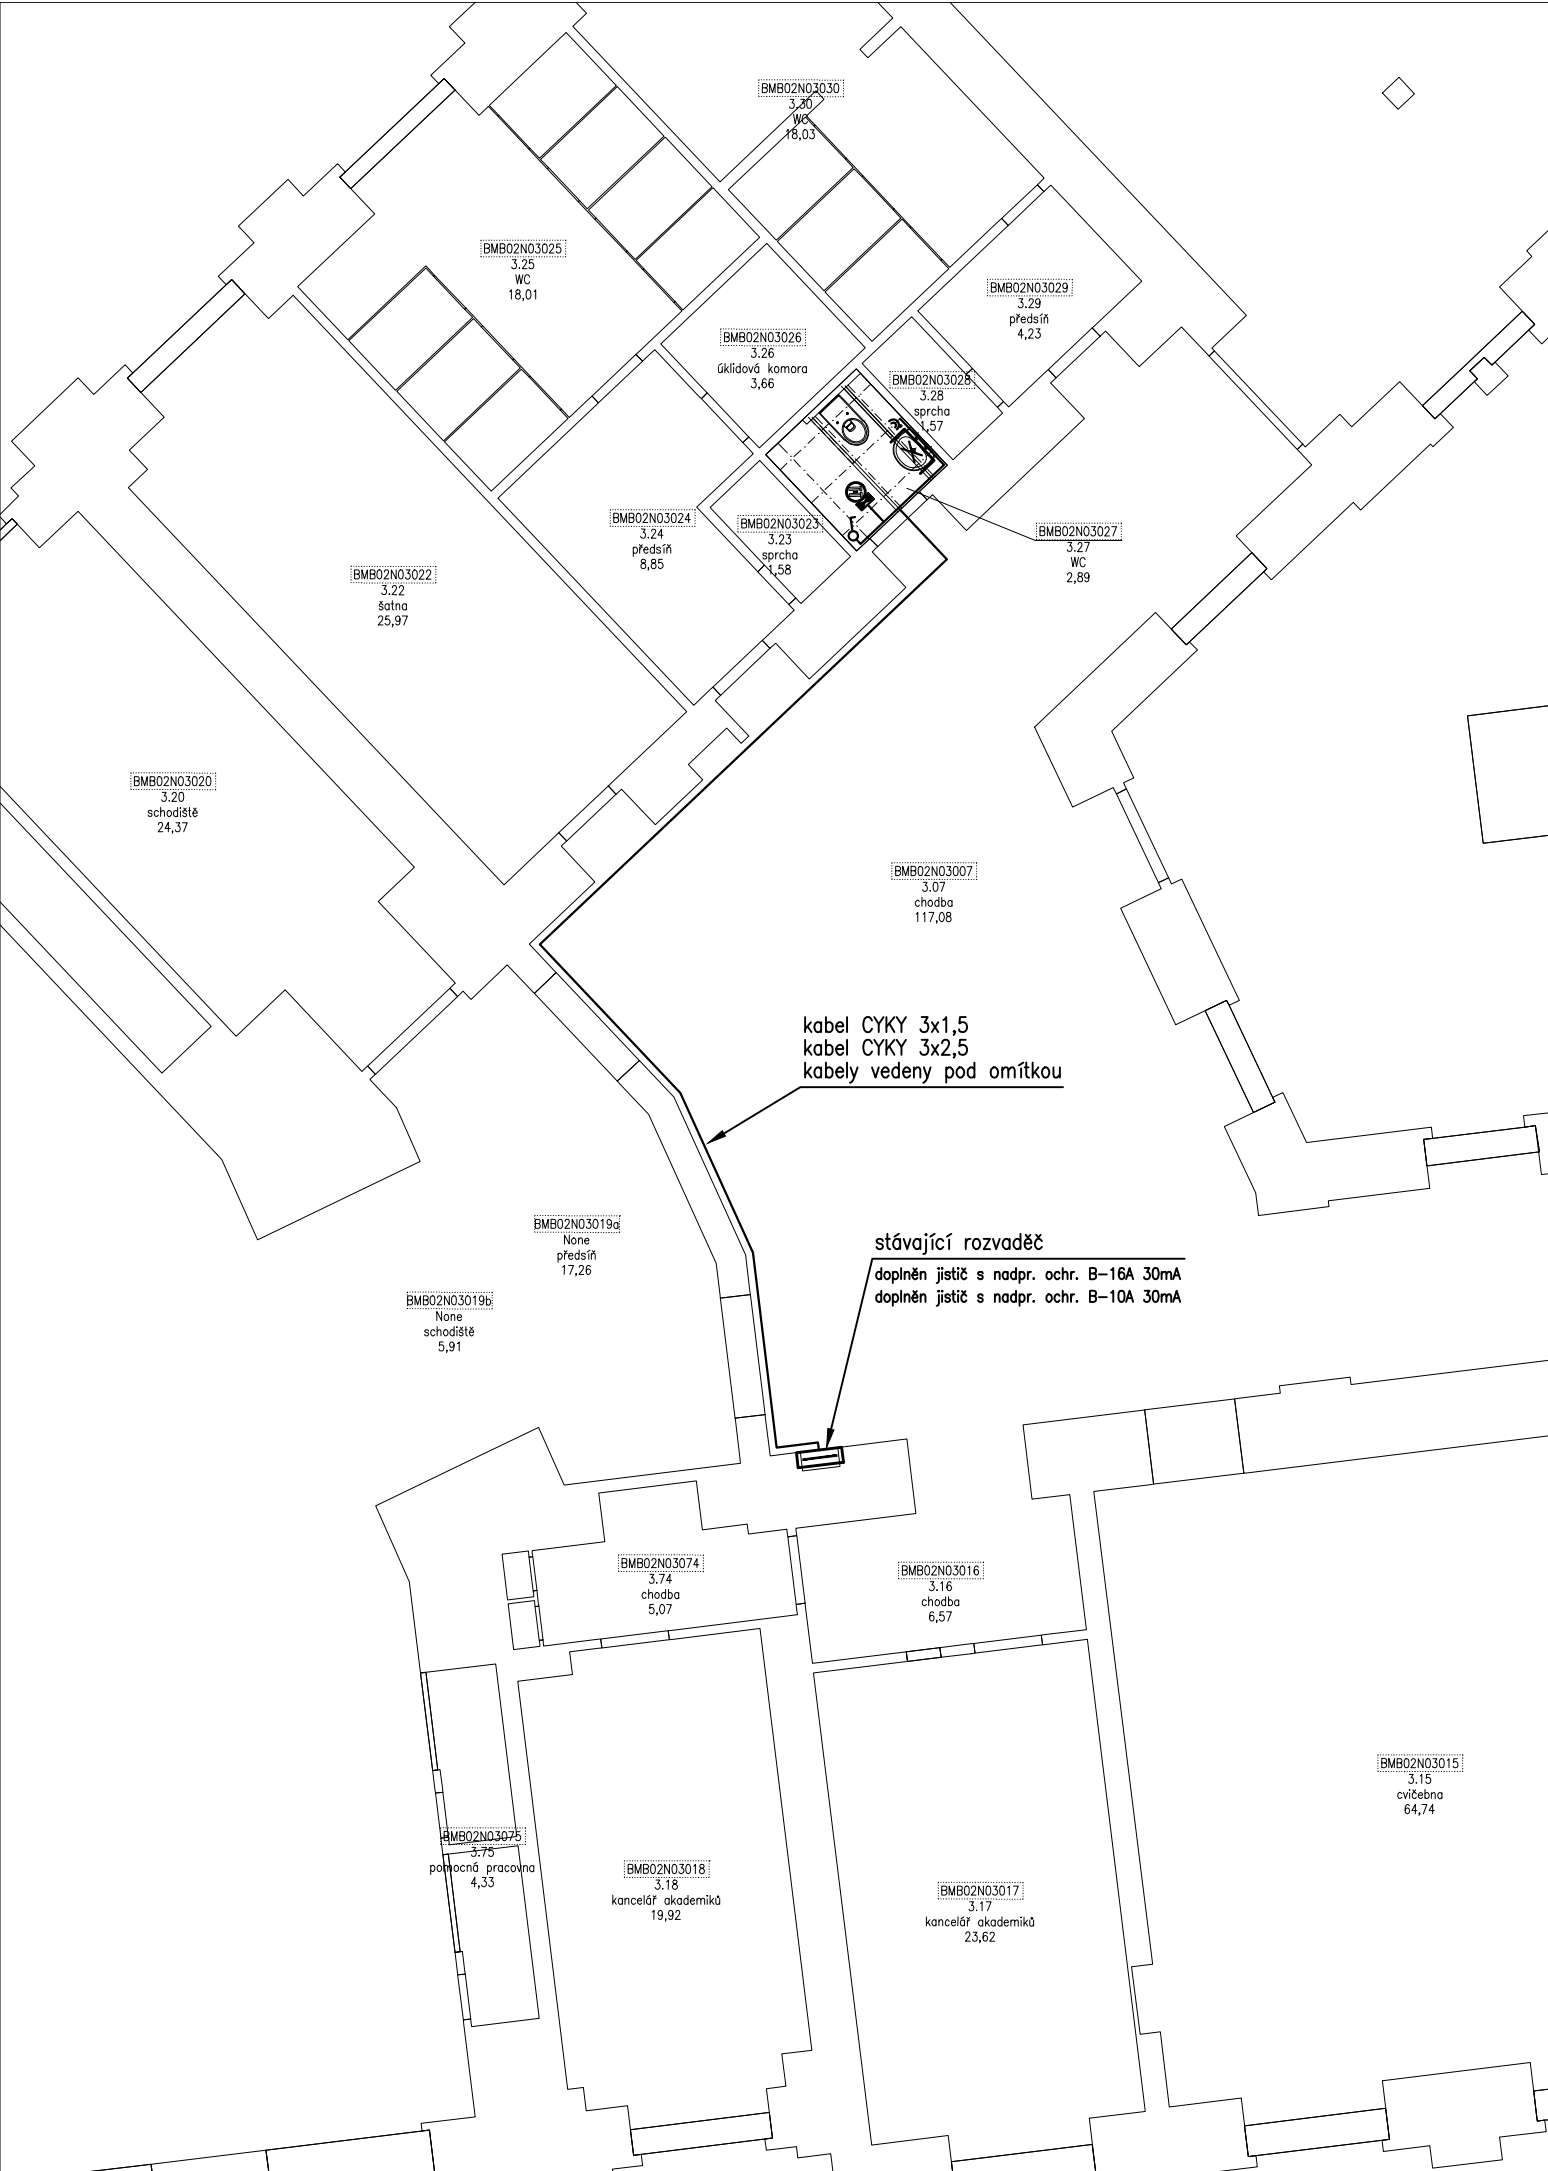 BMB02N03030
3.30
WC
18,03
BMB02N03025
3.25
WC
18,01
BMB02N03029
3.29
předsíň
4,23
BMB02N03026
3.26
úklidová komora
3,66
BMB02N03028
3.28
sprcha
1,57
BMB02N03024
3.24
předsíň
8,85
BMB02N03023
3.23
sprcha
1,58
BMB02N03027
3.27
WC
2,89
BMB02N03022
3.22
šatna
25,97
BMB02N03020
3.20
schodiště
24,37
BMB02N03007
3.07
chodba
117,08
kabel CYKY 3x1,5
kabel CYKY 3x2,5
kabely vedeny pod omítkou
BMB02N03019a
None
předsíň
17,26
stávající rozvaděč
doplněn jistič s nadpr. ochr. B-16A 30mA
doplněn jistič s nadpr. ochr. B-10A 30mA
BMB02N03019b
None
schodiště
5,91
BMB02N03074
3.74
chodba
5,07
BMB02N03016
3.16
chodba
6,57
BMB02N03015
3.15
cvičebna
64,74
BMB02N03075
3.75
pomocná pracovna
4,33
BMB02N03018
3.18
kancelář akademiků
19,92
BMB02N03017
3.17
kancelář akademiků
23,62